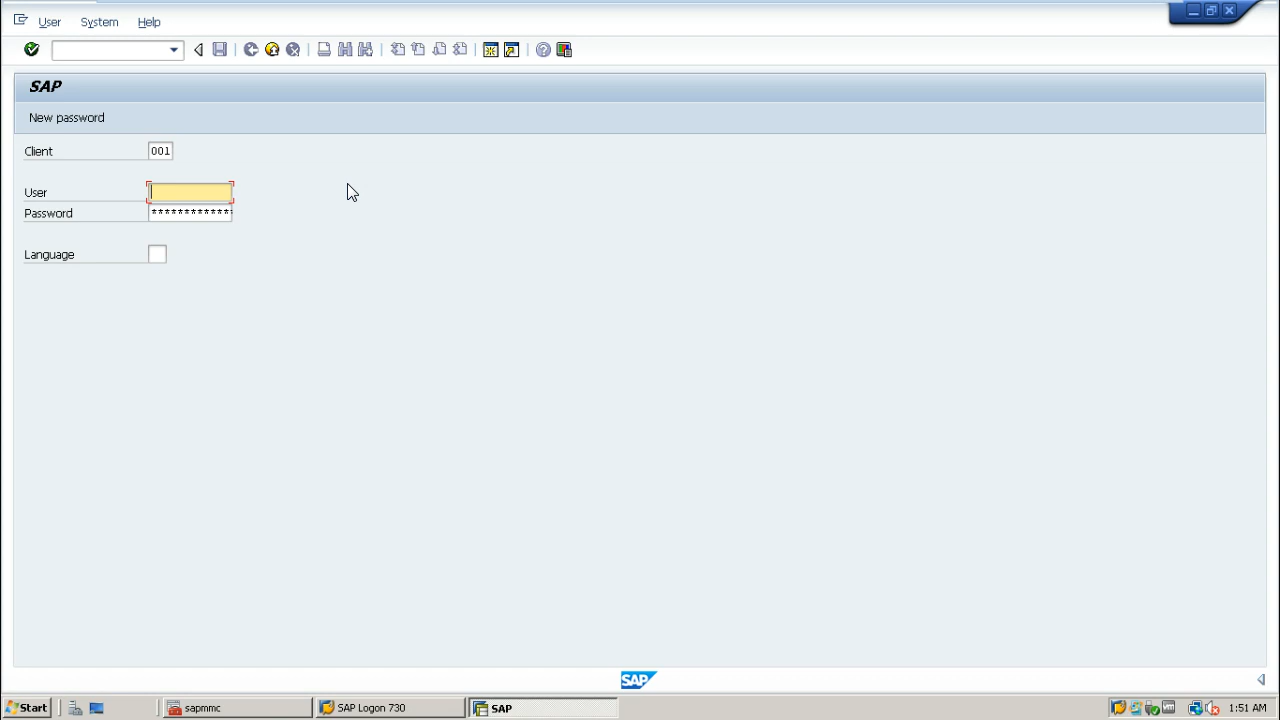 User System Help
SAP
New password
Client 001
User
Password ************
Language
SAP
Start sapmmc SAP Logon 730 SAP 1:51 AM